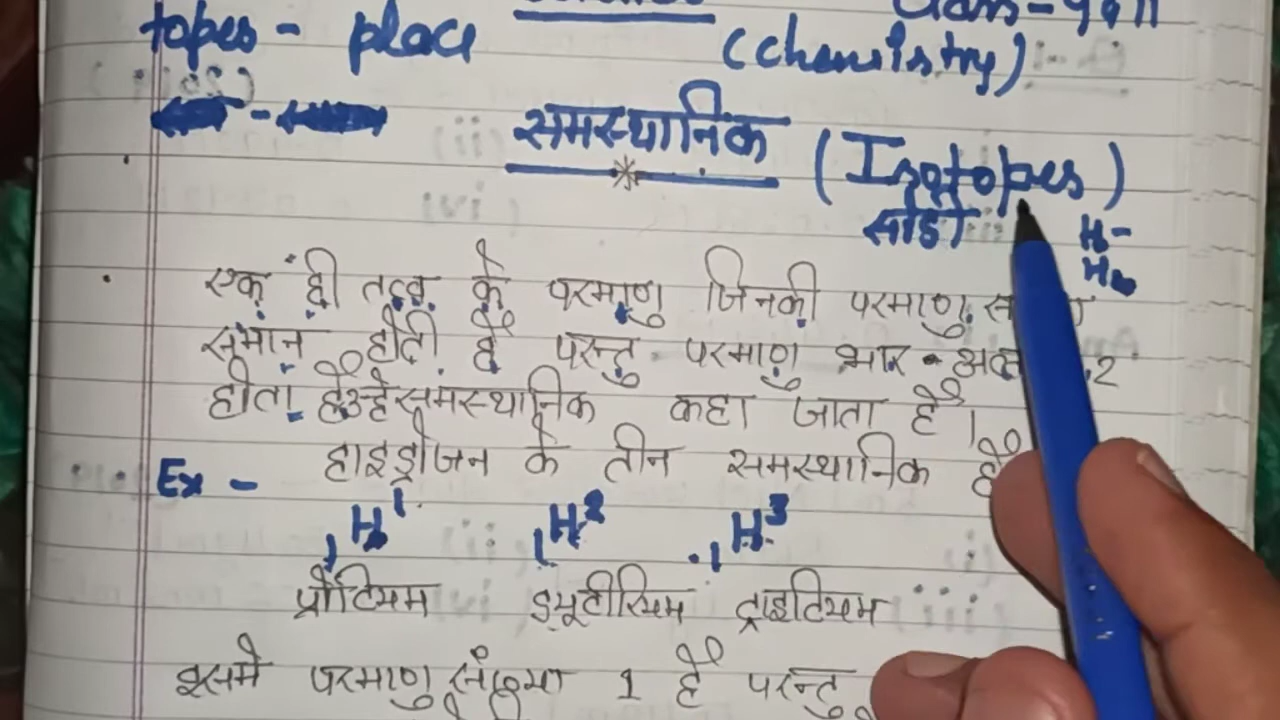 topes - place
(Chemistry)
समस्थानिक (Isotopes)
सोडा H-
एक ही तत्व के परमाणु जिनकी परमाणु
समान होती है परन्तु परमाणु भार
होता है उन्हे समस्थानिक कहा जाता है ।
Ex - हाइड्रोजन के तीन समस्थानिक है
₁H¹ ₁H² ₁H³
प्रोटियम ड्यूटीरियम ट्राइटियम
इसमे परमाणु संख्या 1 है परन्तु